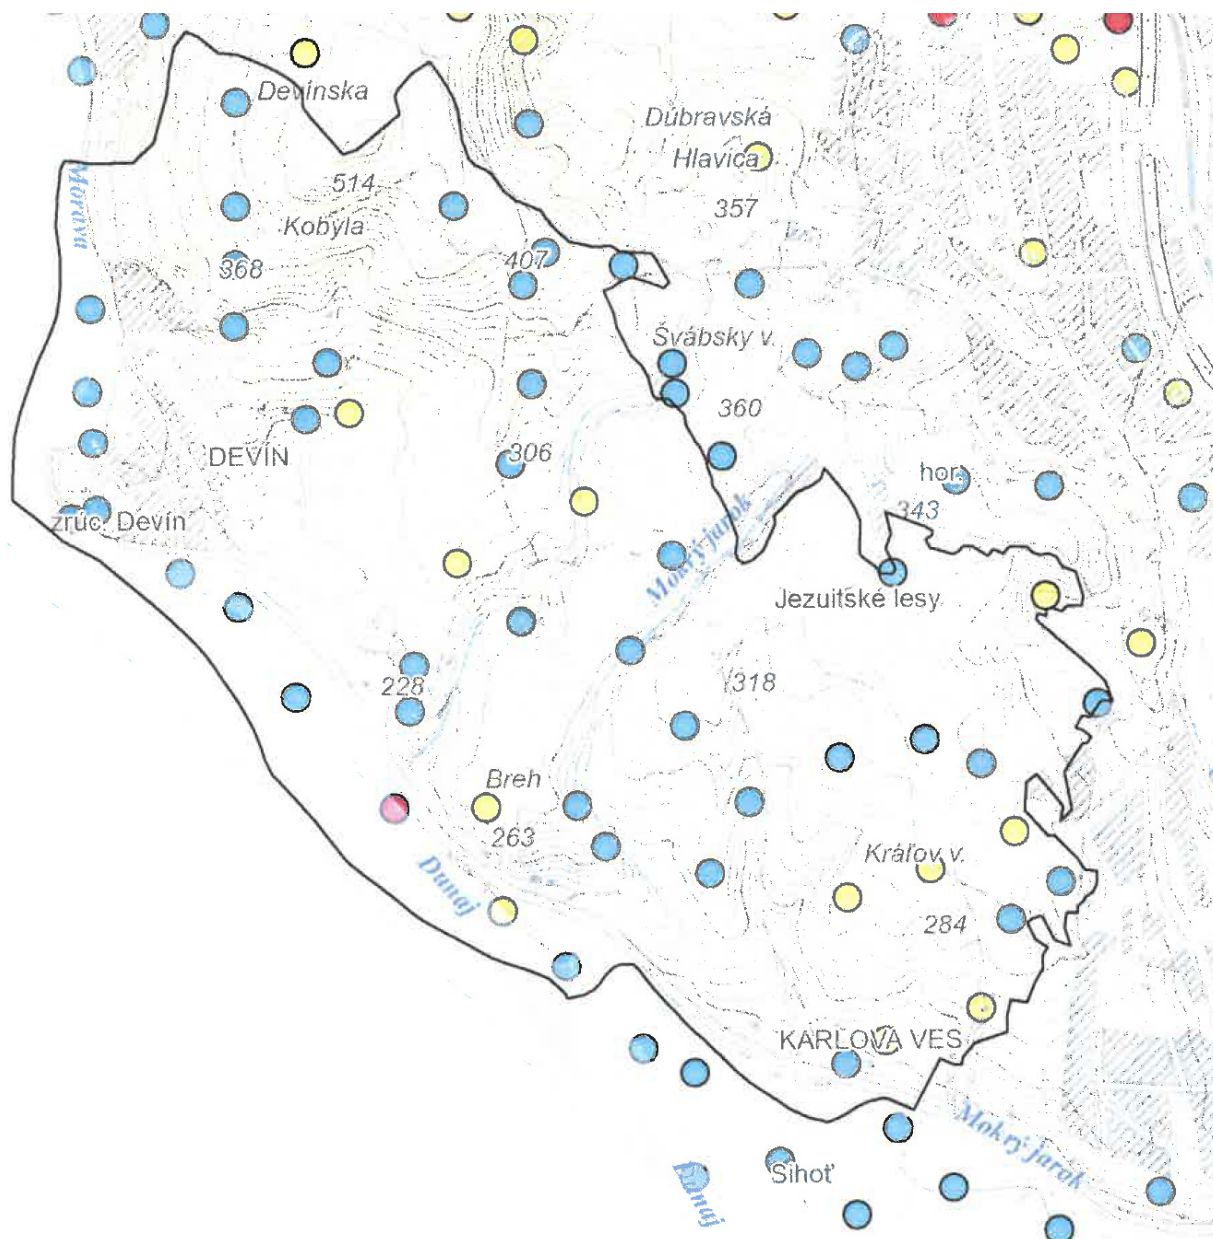 Devínska
Dúbravská
Hlavica
514
Morava
357
Kobyla
407
368
Švábsky v.
360
DEVÍN
306
hor.
343
zrúc. Devín
Mokrý jarok
Jezuitské lesy
228
318
Breh
263
Kráľov v.
Dunaj
284
KARLOVA VES
Mokrý jarok
Sihoť
Dunaj